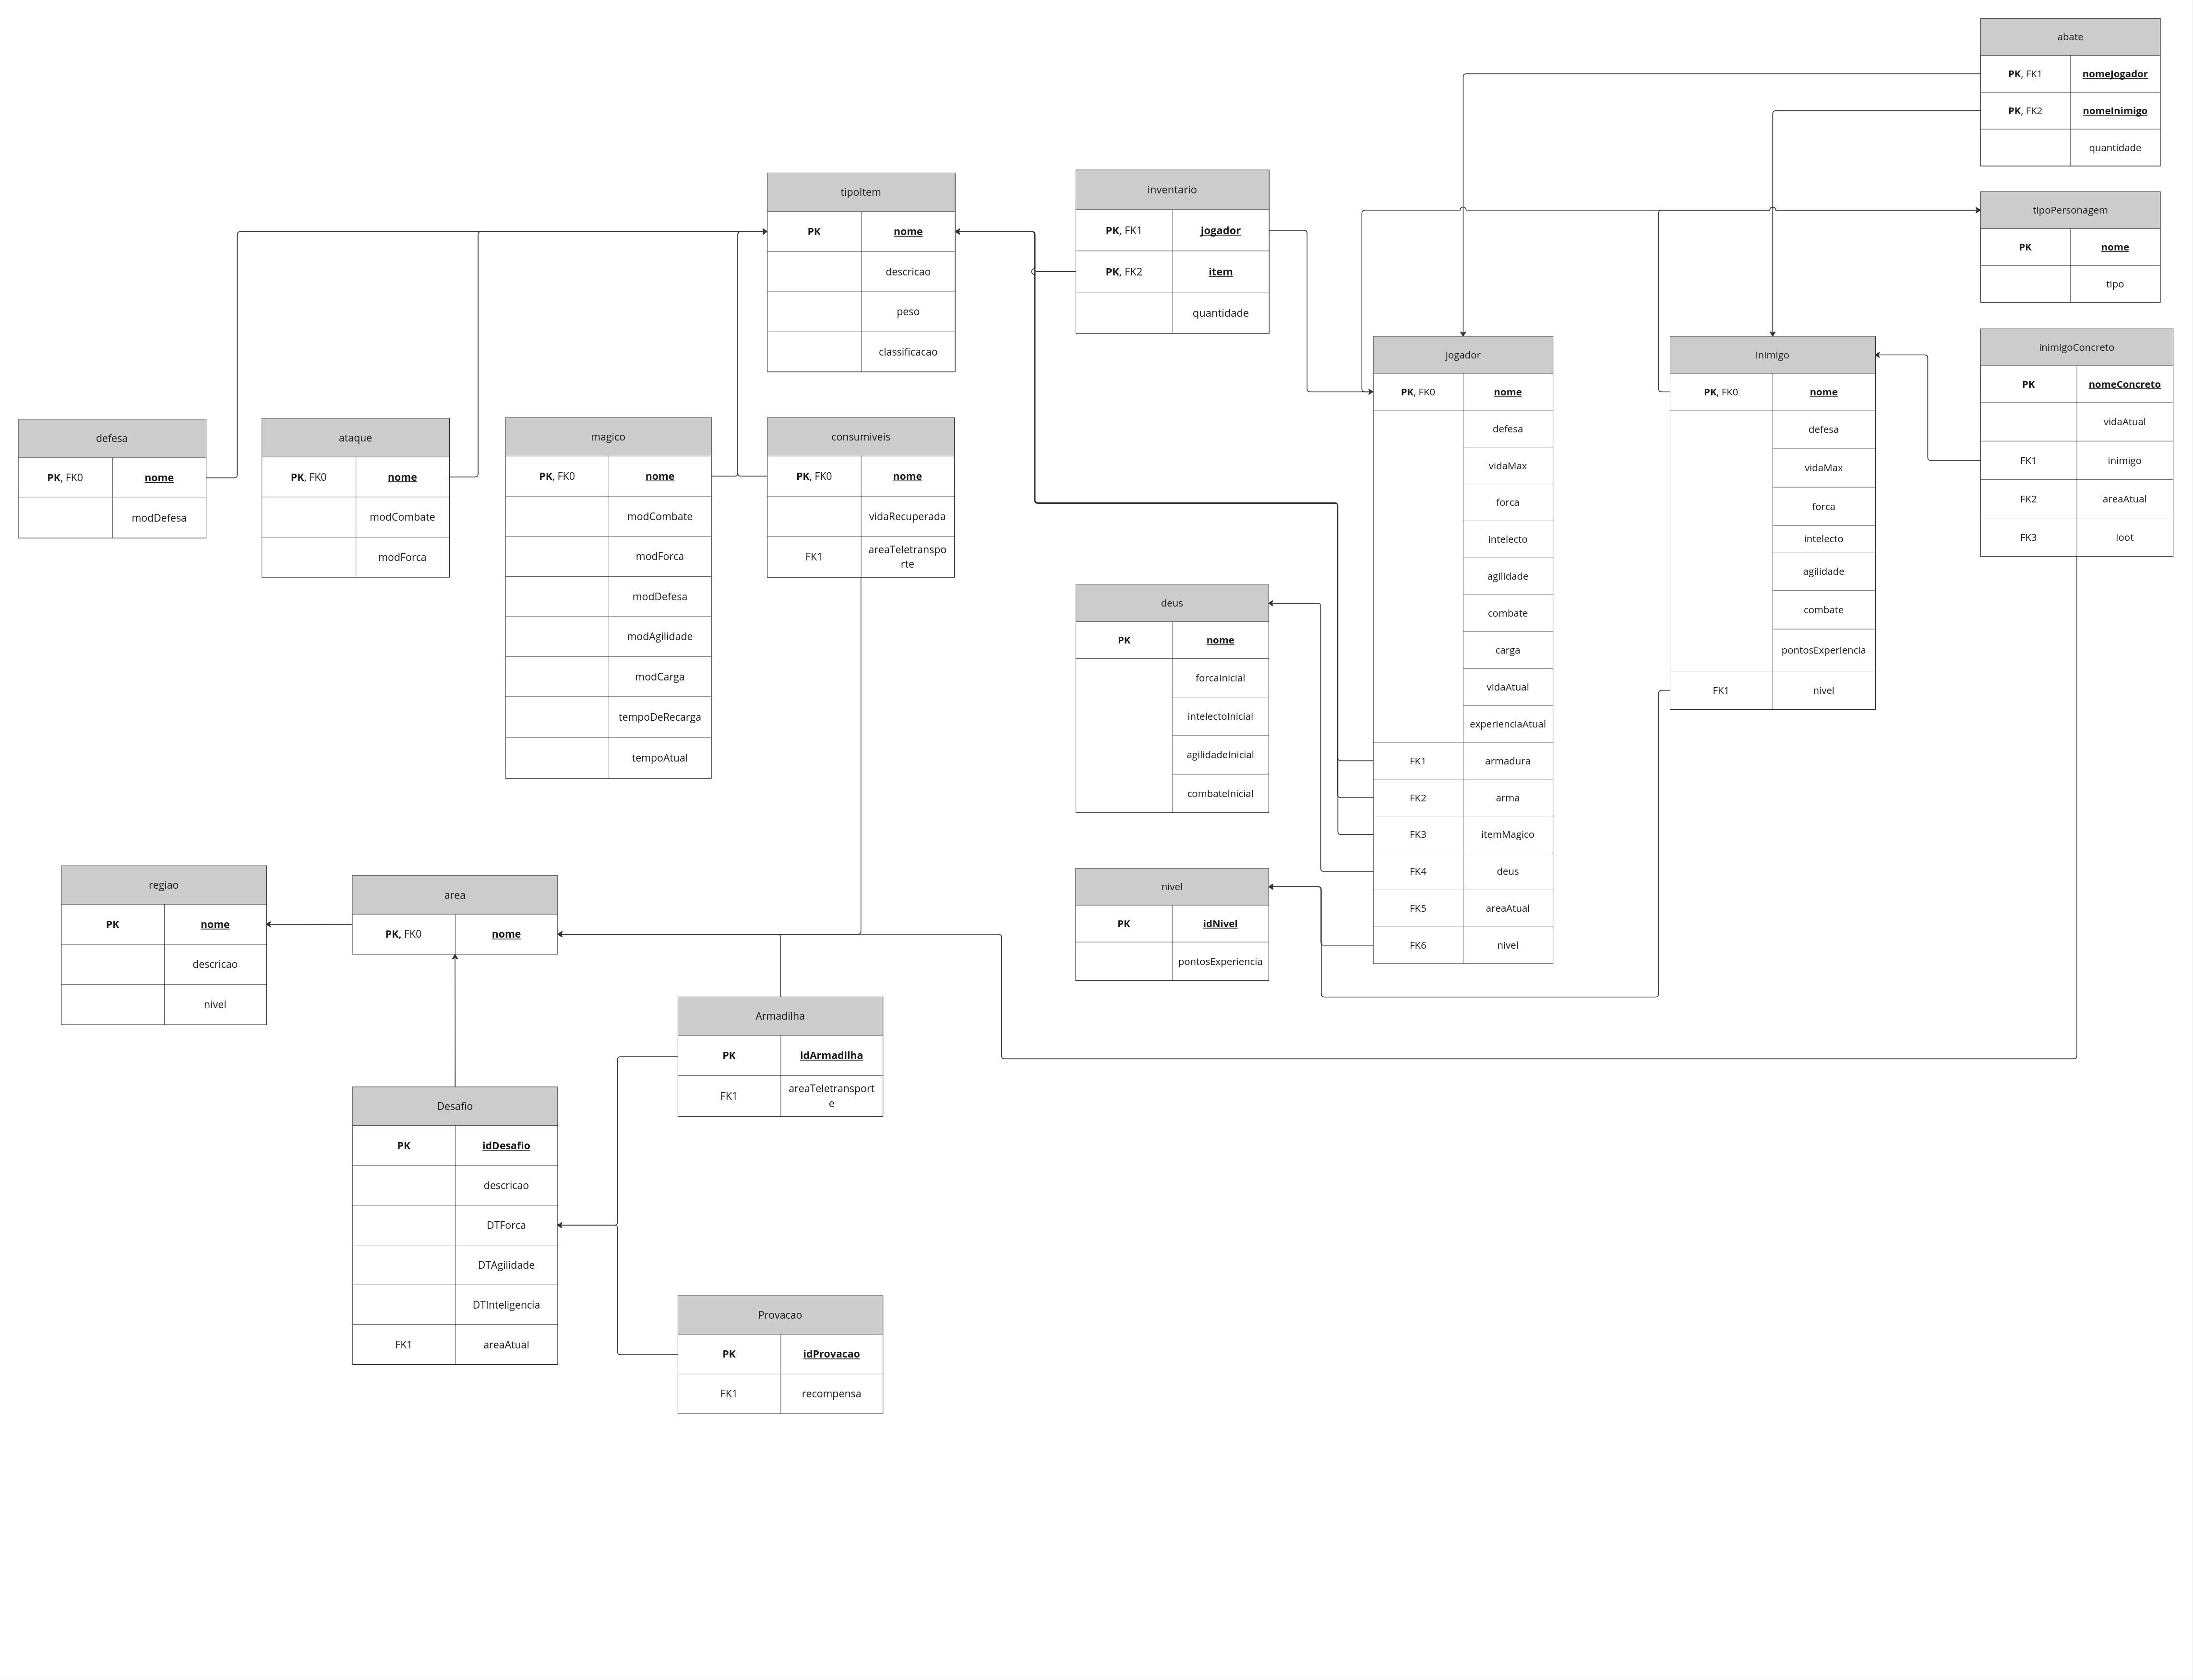 abate
PK, FK1 nomeJogador
PK, FK2 nomeInimigo
quantidade
tipoItem
PK nome
descricao
peso
classificacao
inventario
PK, FK1 jogador
PK, FK2 item
quantidade
tipoPersonagem
PK nome
tipo
jogador
PK, FK0 nome
defesa
vidaMax
forca
intelecto
agilidade
combate
carga
vidaAtual
experienciaAtual
FK1 armadura
FK2 arma
FK3 itemMagico
FK4 deus
FK5 areaAtual
FK6 nivel
inimigo
PK, FK0 nome
defesa
vidaMax
forca
intelecto
agilidade
combate
pontosExperiencia
FK1 nivel
inimigoConcreto
PK nomeConcreto
vidaAtual
FK1 inimigo
FK2 areaAtual
FK3 loot
defesa
PK, FK0 nome
modDefesa
ataque
PK, FK0 nome
modCombate
modForca
magico
PK, FK0 nome
modCombate
modForca
modDefesa
modAgilidade
modCarga
tempoDeRecarga
tempoAtual
consumiveis
PK, FK0 nome
vidaRecuperada
FK1 areaTeletranspo
rte
deus
PK nome
forcaInicial
intelectoInicial
agilidadeInicial
combateInicial
nivel
PK idNivel
pontosExperiencia
regiao
PK nome
descricao
nivel
area
PK, FK0 nome
Armadilha
PK idArmadilha
FK1 areaTeletransport
e
Desafio
PK idDesafio
descricao
DTForca
DTAgilidade
DTInteligencia
FK1 areaAtual
Provacao
PK idProvacao
FK1 recompensa